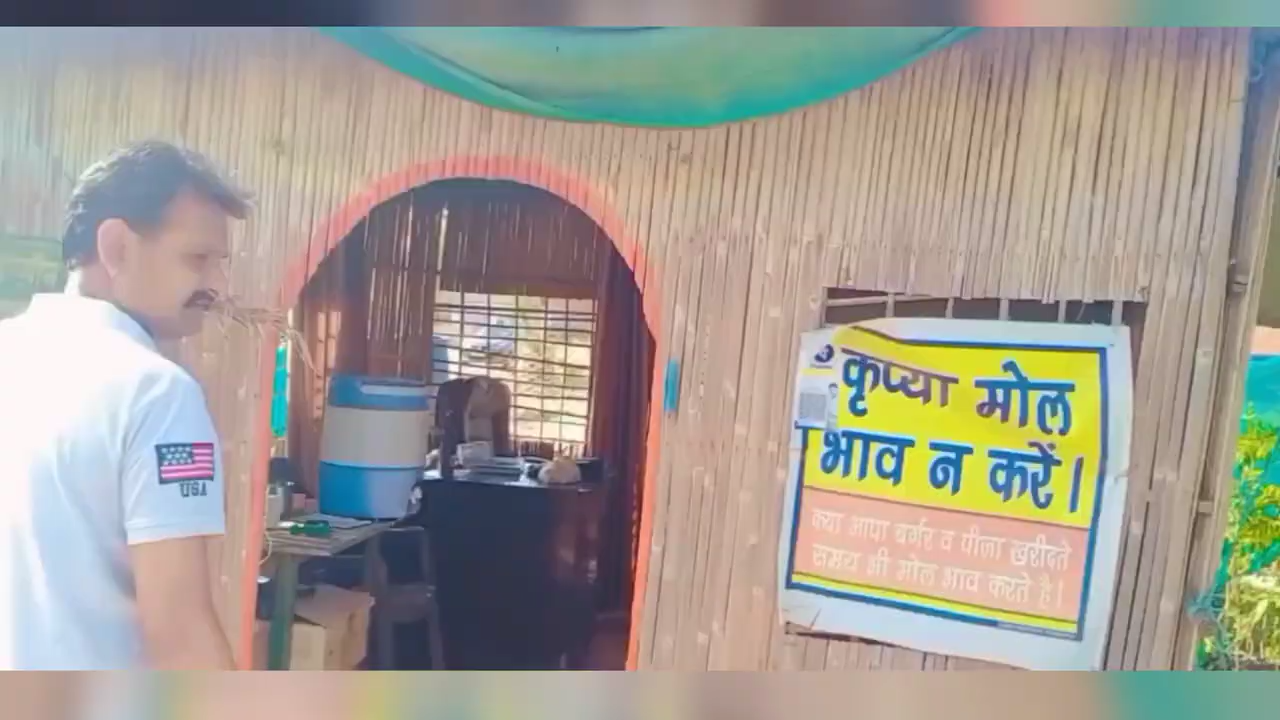 कृप्या मोल
भाव न करें।
क्या आपा बर्गर व पीजा खरीदते
समय भी मोल भाव करते है।
USA